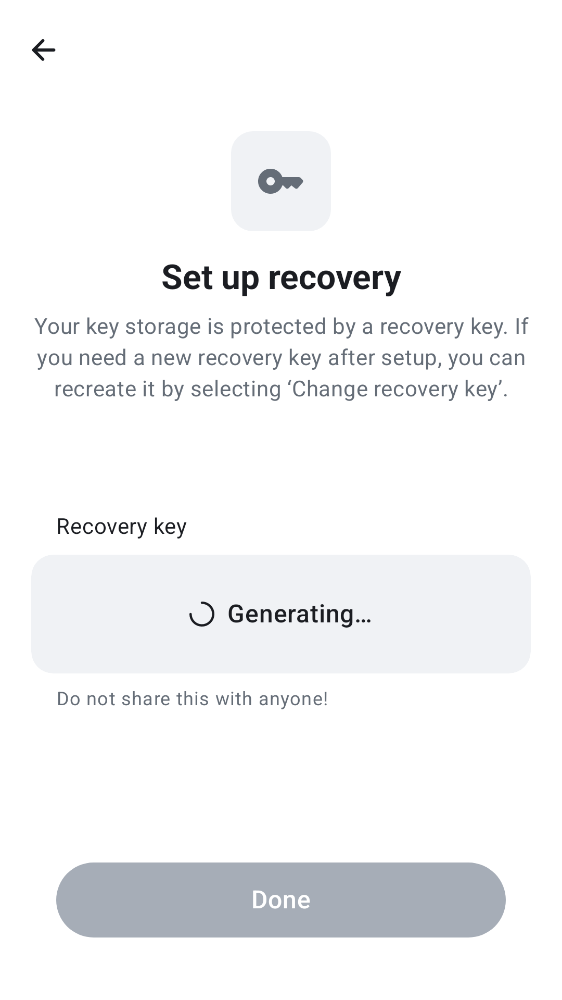 Set up recovery
Your key storage is protected by a recovery key. If
you need a new recovery key after setup, you can
recreate it by selecting ‘Change recovery key’.
Recovery key
Generating…
Do not share this with anyone!
Done